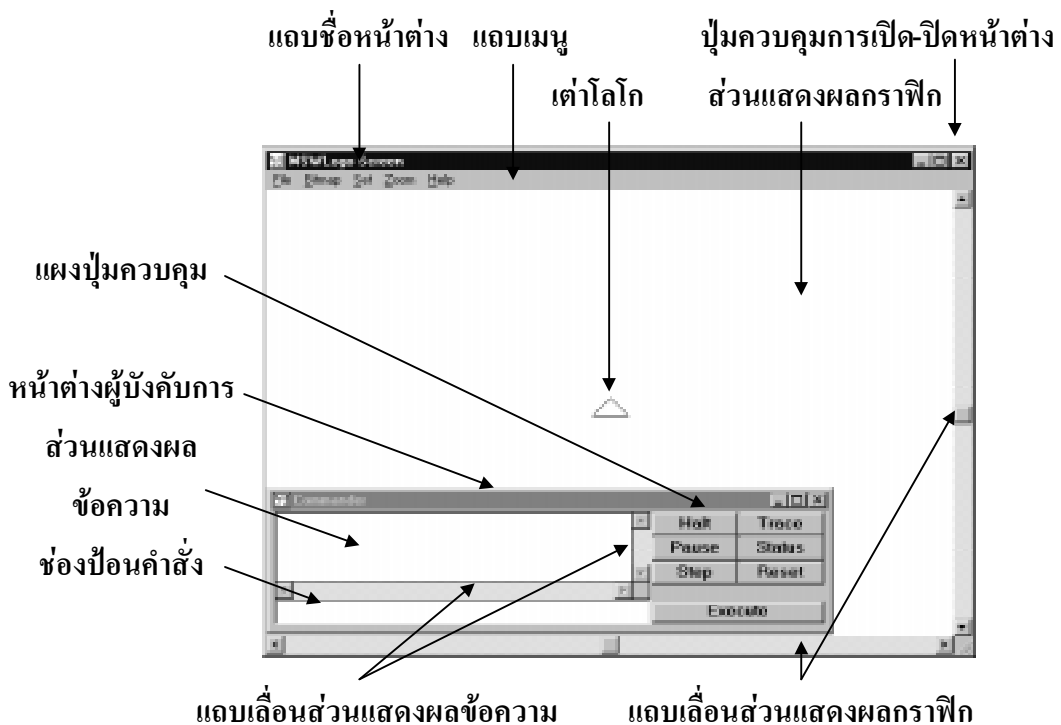 แถบชื่อหน้าต่าง แถบเมนู ปุ่มควบคุมการเปิด-ปิดหน้าต่าง
เต่าโลโก ส่วนแสดงผลกราฟิก
MSWLogo Screen
File Bitmap Set Zoom Help
แผงปุ่มควบคุม
หน้าต่างผู้บังคับการ
ส่วนแสดงผล
ข้อความ
ช่องป้อนคำสั่ง
Commander
Halt Trace
Pause Status
Step Reset
Execute
แถบเลื่อนส่วนแสดงผลข้อความ แถบเลื่อนส่วนแสดงผลกราฟิก